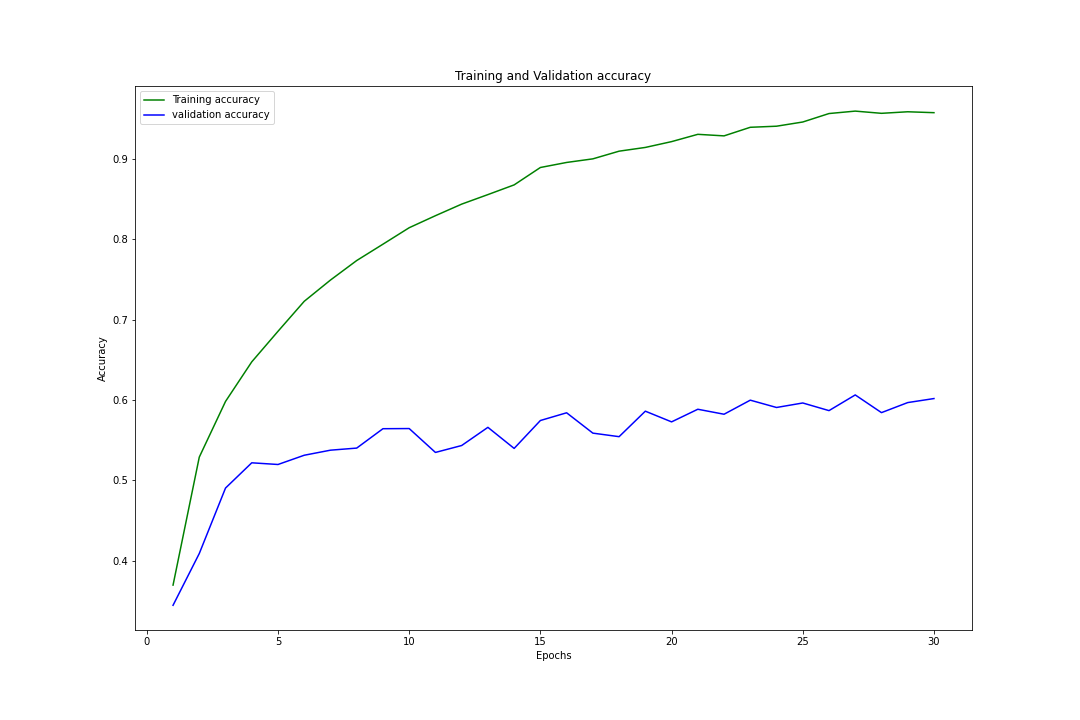 Training and Validation accuracy
Training accuracy
validation accuracy
0.9
0.8
0.7
0.6
0.5
0.4
Accuracy
0 5 10 15 20 25 30
Epochs